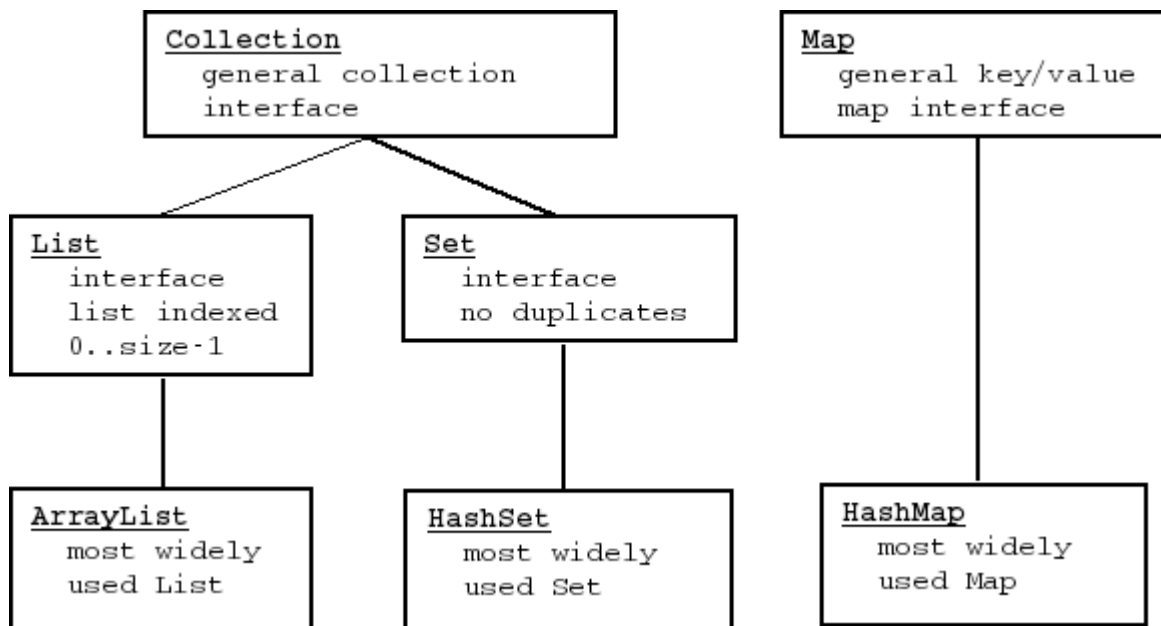 Collection
general collection
interface
Map
general key/value
map interface
List
interface
list indexed
0..size-1
Set
interface
no duplicates
ArrayList
most widely
used List
HashSet
most widely
used Set
HashMap
most widely
used Map